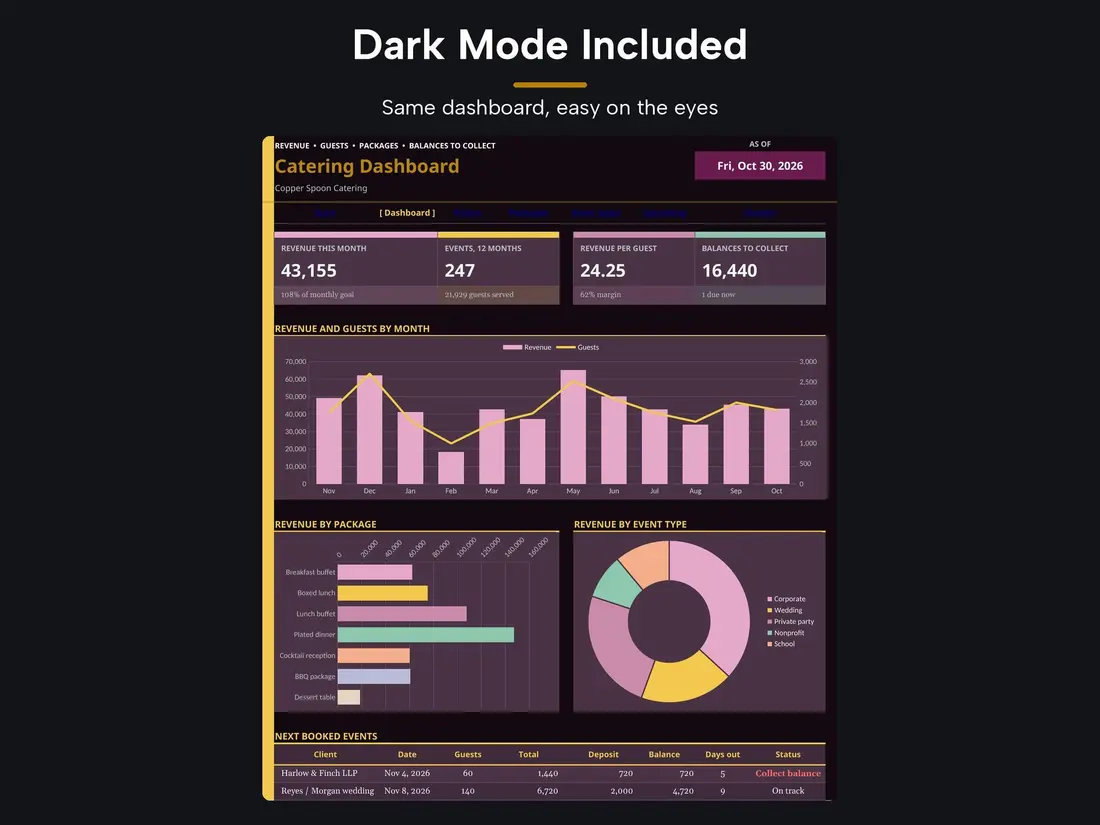 Dark Mode Included
Same dashboard, easy on the eyes
REVENUE • GUESTS • PACKAGES • BALANCES TO COLLECT
AS OF
Catering Dashboard
Fri, Oct 30, 2026
Copper Spoon Catering
[ Dashboard ]
REVENUE THIS MONTH EVENTS, 12 MONTHS REVENUE PER GUEST BALANCES TO COLLECT
43,155 247 24.25 16,440
108% of monthly goal 21,929 guests served 62% margin 1 due now
REVENUE AND GUESTS BY MONTH
Revenue Guests
70,000 3,000
60,000 2,500
50,000 2,000
40,000 1,500
30,000 1,000
20,000 500
10,000 0
0
Nov Dec Jan Feb Mar Apr May Jun Jul Aug Sep Oct
REVENUE BY PACKAGE
0 20,000 40,000 60,000 80,000 100,000 120,000 140,000 160,000
Breakfast buffet
Boxed lunch
Lunch buffet
Plated dinner
Cocktail reception
BBQ package
Dessert table
REVENUE BY EVENT TYPE
Corporate
Wedding
Private party
Nonprofit
School
NEXT BOOKED EVENTS
Client Date Guests Total Deposit Balance Days out Status
Harlow & Finch LLP Nov 4, 2026 60 1,440 720 720 5 Collect balance
Reyes / Morgan wedding Nov 8, 2026 140 6,720 2,000 4,720 9 On track